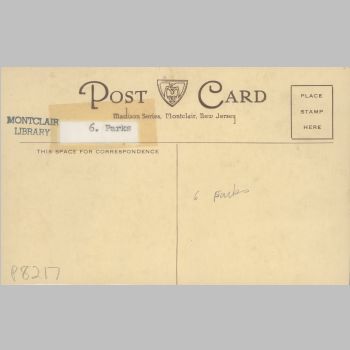 POST CARD
Madison Series, Montclair, New Jersey
PLACE
STAMP
HERE
MONTCLAIR
LIBRARY
6. Parks
THIS SPACE FOR CORRESPONDENCE
6 Parks
P8217